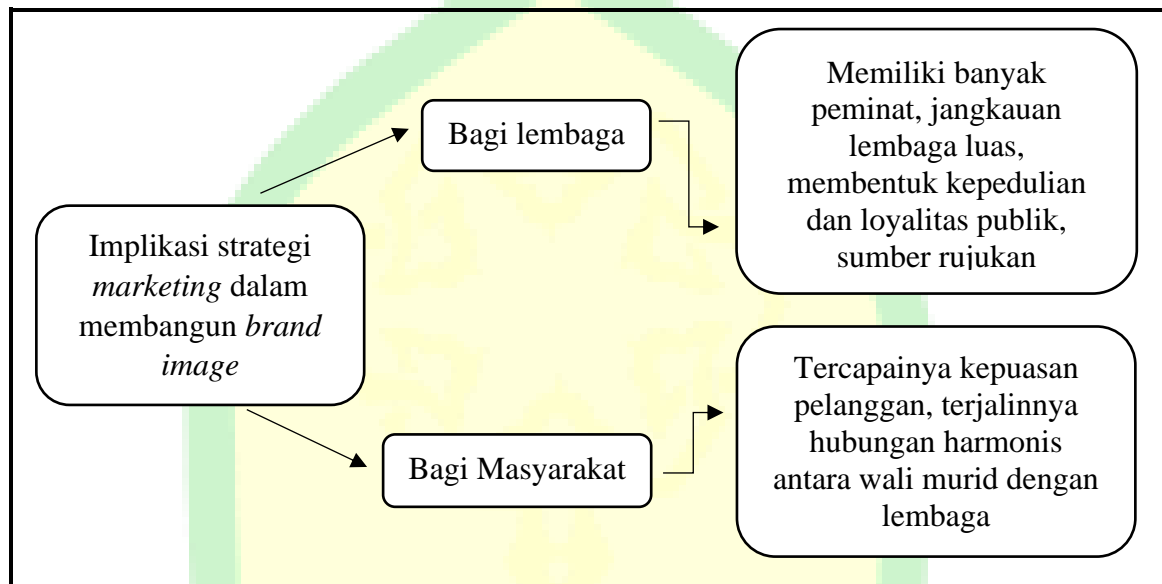 Implikasi strategi
marketing dalam
membangun brand
image
Bagi lembaga
Memiliki banyak
peminat, jangkauan
lembaga luas,
membentuk kepedulian
dan loyalitas publik,
sumber rujukan
Bagi Masyarakat
Tercapainya kepuasan
pelanggan, terjalinnya
hubungan harmonis
antara wali murid dengan
lembaga